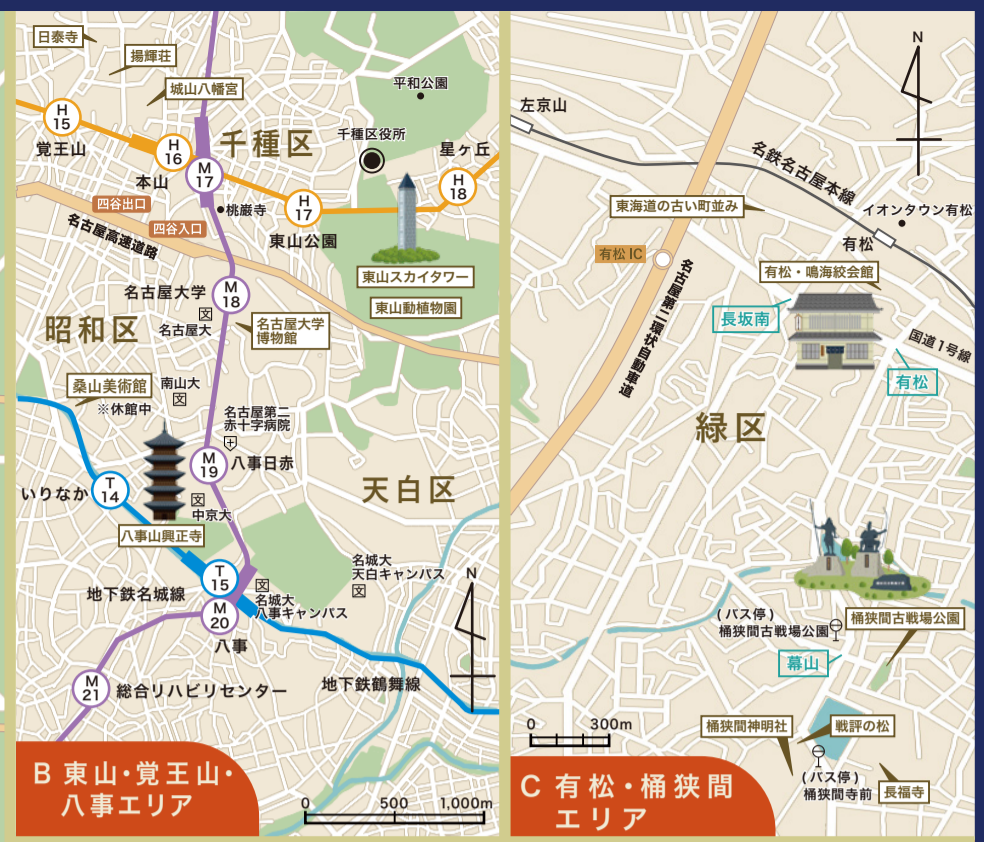 日泰寺
揚輝荘
城山八幡宮
平和公園
H
15
覚王山
H
16
本山
M
17
千種区
千種区役所
星ヶ丘
H
18
四谷出口
四谷入口
桃巌寺
H
17
東山公園
名古屋高速道路
東山スカイタワー
東山動植物園
名古屋大学
M
18
名古屋大
名古屋大学
博物館
昭和区
桑山美術館
※休館中
南山大
名古屋第二
赤十字病院
M
19
八事日赤
天白区
いりなか
T
14
中京大
八事山興正寺
T
15
地下鉄名城線
M
20
八事
名城大
八事キャンパス
名城大
天白キャンパス
N
M
21
総合リハビリセンター
地下鉄鶴舞線
B 東山・覚王山・
八事エリア
0 500 1,000m
N
左京山
名鉄名古屋本線
東海道の古い町並み
イオンタウン有松
有松
有松IC
名古屋第二環状自動車道
有松・鳴海絞会館
長坂南
国道1号線
有松
緑区
(バス停)
桶狭間古戦場公園
桶狭間古戦場公園
幕山
0 300m
桶狭間神明社
戦評の松
(バス停)
桶狭間寺前
長福寺
C 有松・桶狭間
エリア